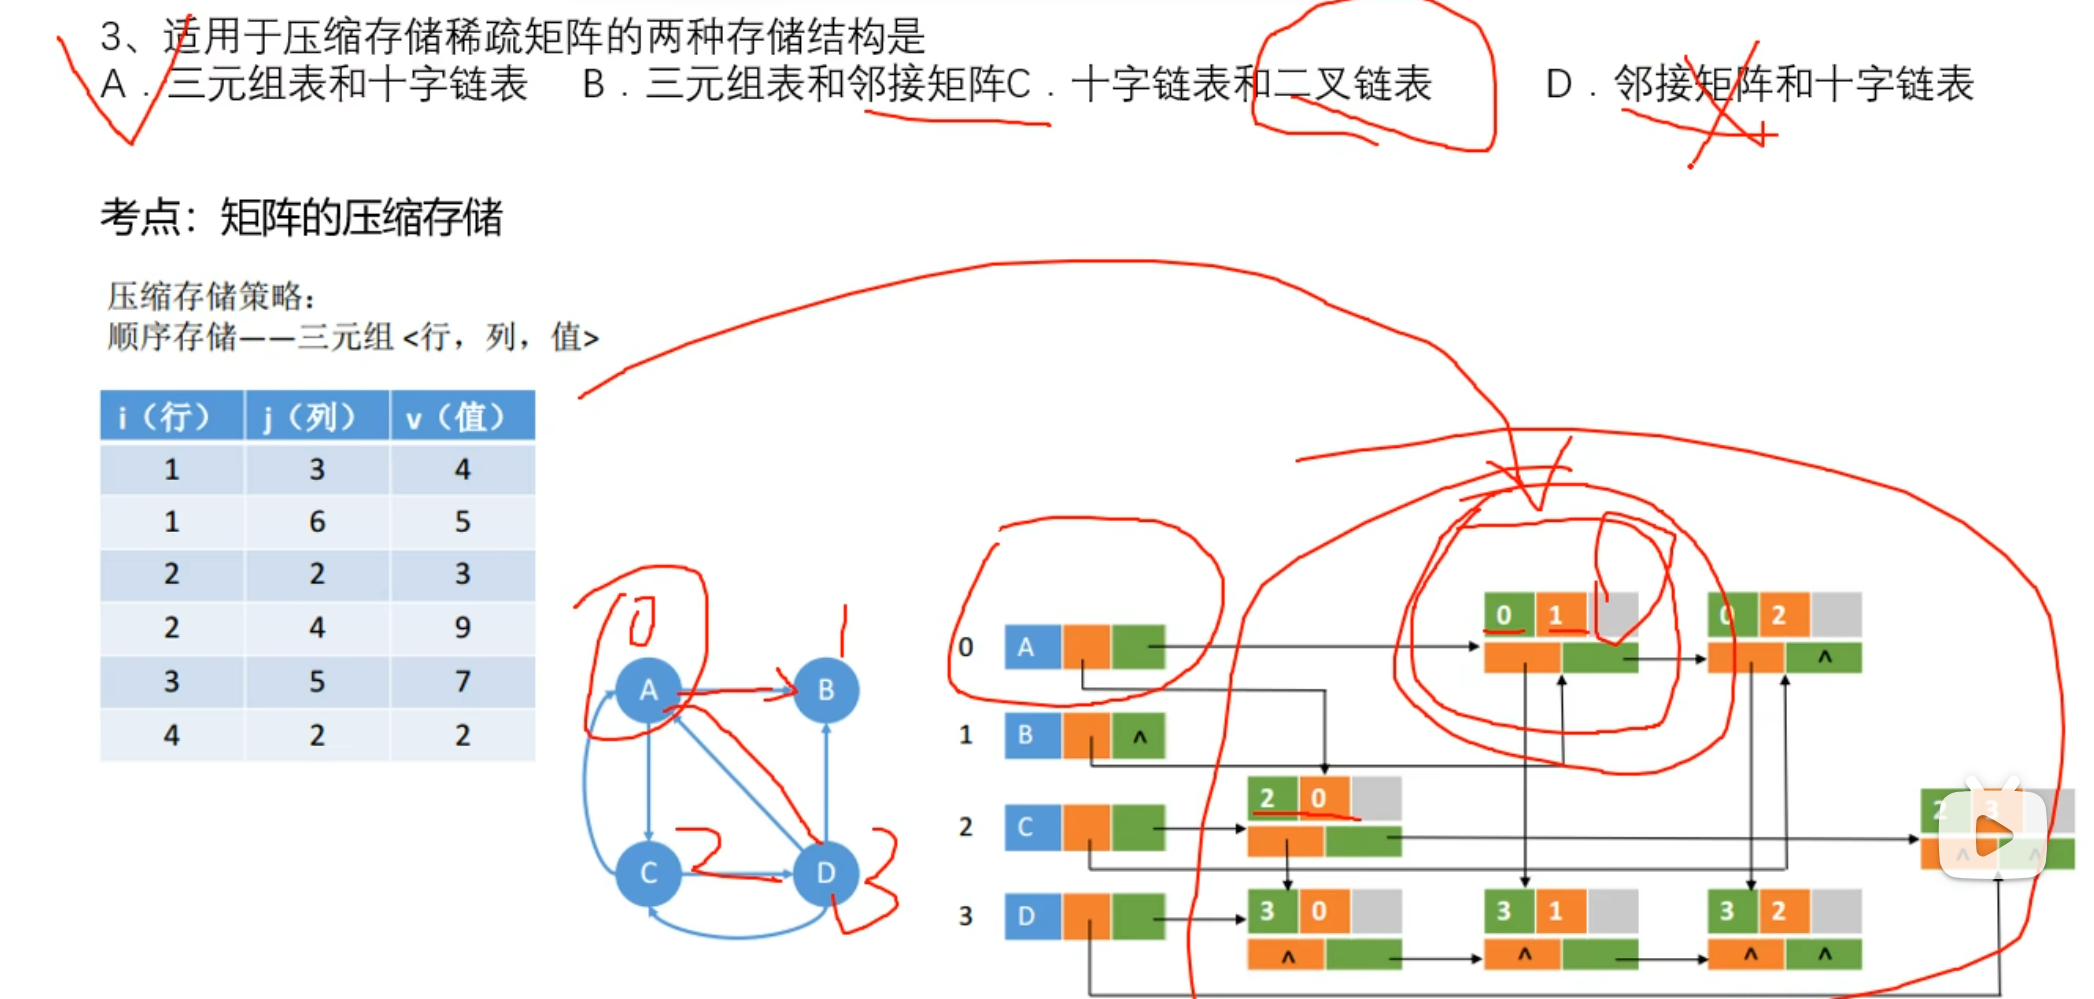 3、适用于压缩存储稀疏矩阵的两种存储结构是
A．三元组表和十字链表 B．三元组表和邻接矩阵C．十字链表和二叉链表 D．邻接矩阵和十字链表
考点：矩阵的压缩存储
压缩存储策略：
顺序存储——三元组<行，列，值>
i（行） j（列） v（值）
1 3 4
1 6 5
2 2 3
2 4 9
3 5 7
4 2 2
0 1
A B
C 2 D 3
0 A 0 1 0 2
^
1 B ^
2 C 2 0 2 3
^ ^
3 D 3 0 3 1 3 2
^ ^ ^ ^